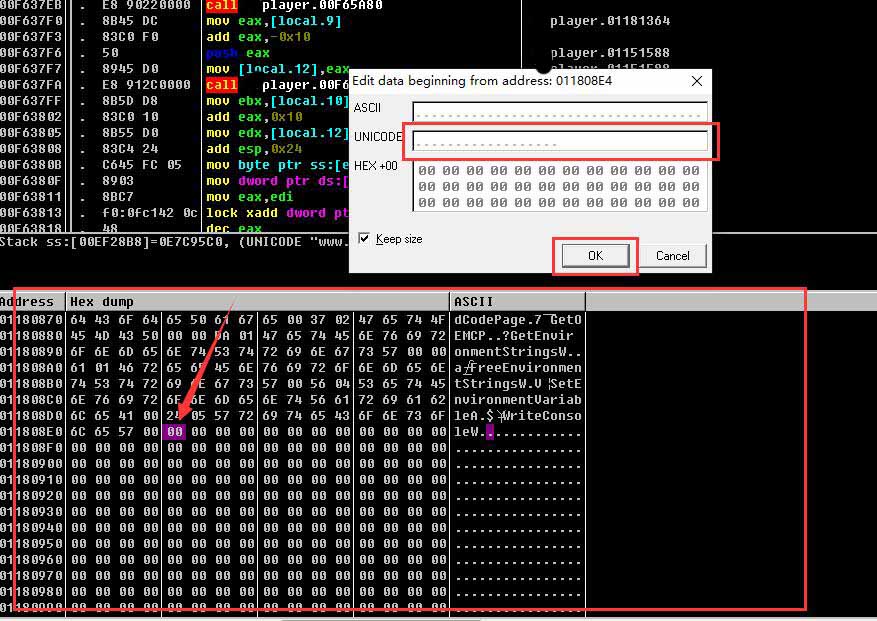 00F637EB . E8 90220000 call player.00F65A80
00F637F0 . 8B45 DC mov eax,[local.9] player.01181364
00F637F3 . 83C0 F0 add eax,-0x10
00F637F6 . 50 push eax player.01151588
00F637F7 . 8945 D0 mov [local.12],eax
00F637FA . E8 912C0000 call player.00F6
00F637FF . 8B5D D8 mov ebx,[local.10]
00F63802 . 83C0 10 add eax,0x10
00F63805 . 8B55 D0 mov edx,[local.12]
00F63808 . 83C4 24 add esp,0x24
00F6380B . C645 FC 05 mov byte ptr ss:[e
00F6380F . 8903 mov dword ptr ds:[
00F63811 . 8BC7 mov eax,edi
00F63813 . f0:0fc142 0c lock xadd dword pt
00F63818 . 48 dec eax
Stack ss:[00EF28B8]=0E7C95C0, (UNICODE "www.
Edit data beginning from address: 011808E4
ASCII
UNICODE
HEX +00
00 00 00 00 00 00 00 00 00 00 00 00
00 00 00 00 00 00 00 00 00 00 00 00
00 00 00 00 00 00 00 00 00 00 00 00
Keep size
OK
Cancel
Address Hex dump ASCII
01180870 64 43 6F 64 65 50 61 67 65 00 37 02 47 65 74 4F dCodePage.7 GetO
01180880 45 4D 43 50 00 00 DA 01 47 65 74 45 6E 76 69 72 EMCP..?GetEnvir
01180890 6F 6E 6D 65 6E 74 53 74 72 69 6E 67 73 57 00 00 onmentStringsW..
011808A0 61 01 46 72 65 65 45 6E 76 69 72 6F 6E 6D 65 6E a FreeEnvironmen
011808B0 74 53 74 72 69 6E 67 73 57 00 56 04 53 65 74 45 tStringsW.V SetE
011808C0 6E 76 69 72 6F 6E 6D 65 6E 74 56 61 72 69 61 62 nvironmentVariab
011808D0 6C 65 41 00 24 05 57 72 69 74 65 43 6F 6E 73 6F leA.$ WriteConso
011808E0 6C 65 57 00 00 00 00 00 00 00 00 00 00 00 00 00 leW.............
011808F0 00 00 00 00 00 00 00 00 00 00 00 00 00 00 00 00 ................
01180900 00 00 00 00 00 00 00 00 00 00 00 00 00 00 00 00 ................
01180910 00 00 00 00 00 00 00 00 00 00 00 00 00 00 00 00 ................
01180920 00 00 00 00 00 00 00 00 00 00 00 00 00 00 00 00 ................
01180930 00 00 00 00 00 00 00 00 00 00 00 00 00 00 00 00 ................
01180940 00 00 00 00 00 00 00 00 00 00 00 00 00 00 00 00 ................
01180950 00 00 00 00 00 00 00 00 00 00 00 00 00 00 00 00 ................
01180960 00 00 00 00 00 00 00 00 00 00 00 00 00 00 00 00 ................
01180970 00 00 00 00 00 00 00 00 00 00 00 00 00 00 00 00 ................
01180980 00 00 00 00 00 00 00 00 00 00 00 00 00 00 00 00 ................
01180990 00 00 00 00 00 00 00 00 00 00 00 00 00 00 00 00 ................